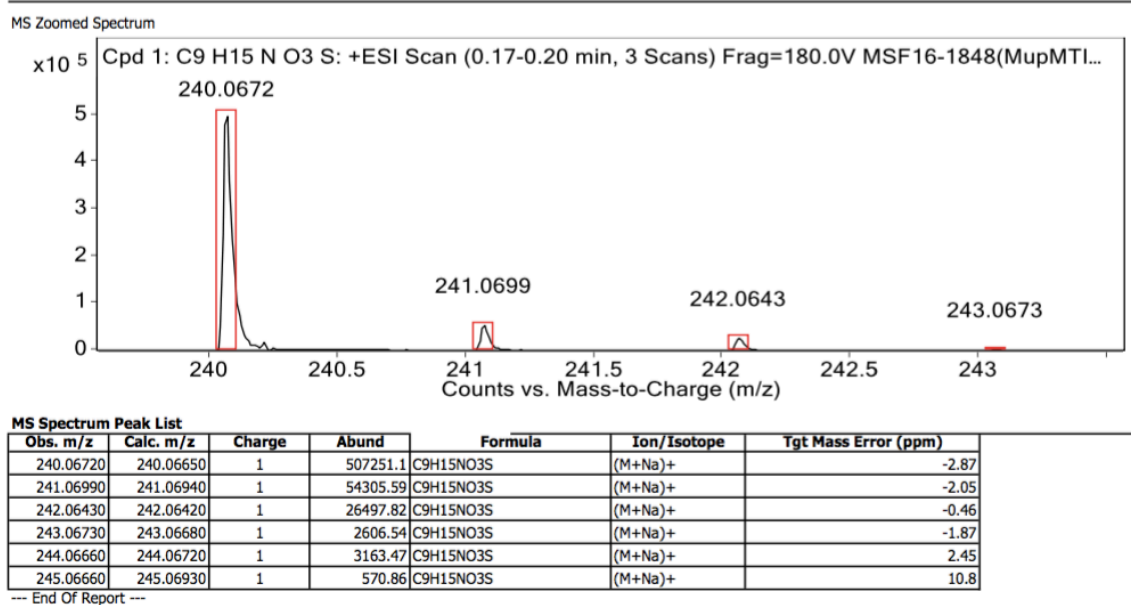 MS Zoomed Spectrum
x10 5 Cpd 1: C9 H15 N O3 S: +ESI Scan (0.17-0.20 min, 3 Scans) Frag=180.0V MSF16-1848(MupMTI...
240.0672
5
4
3
2
1
0
241.0699
242.0643
243.0673
240 240.5 241 241.5 242 242.5 243
Counts vs. Mass-to-Charge (m/z)
MS Spectrum Peak List
Obs. m/z Calc. m/z Charge Abund Formula Ion/Isotope Tgt Mass Error (ppm)
240.06720 240.06650 1 507251.1 C9H15NO3S (M+Na)+ -2.87
241.06990 241.06940 1 54305.59 C9H15NO3S (M+Na)+ -2.05
242.06430 242.06420 1 26497.82 C9H15NO3S (M+Na)+ -0.46
243.06730 243.06680 1 2606.54 C9H15NO3S (M+Na)+ -1.87
244.06660 244.06720 1 3163.47 C9H15NO3S (M+Na)+ 2.45
245.06660 245.06930 1 570.86 C9H15NO3S (M+Na)+ 10.8
--- End Of Report ---